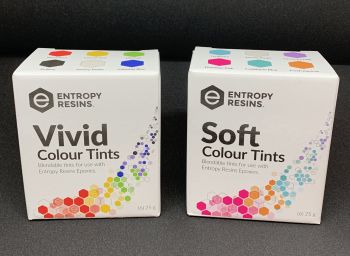 ENTROPY
RESINS
Vivid
Colour Tints
Blendable tints for use with
Entropy Resins Epoxies.
ENTROPY
RESINS
Soft
Colour Tints
Blendable tints for use with
Entropy Resins Epoxies.